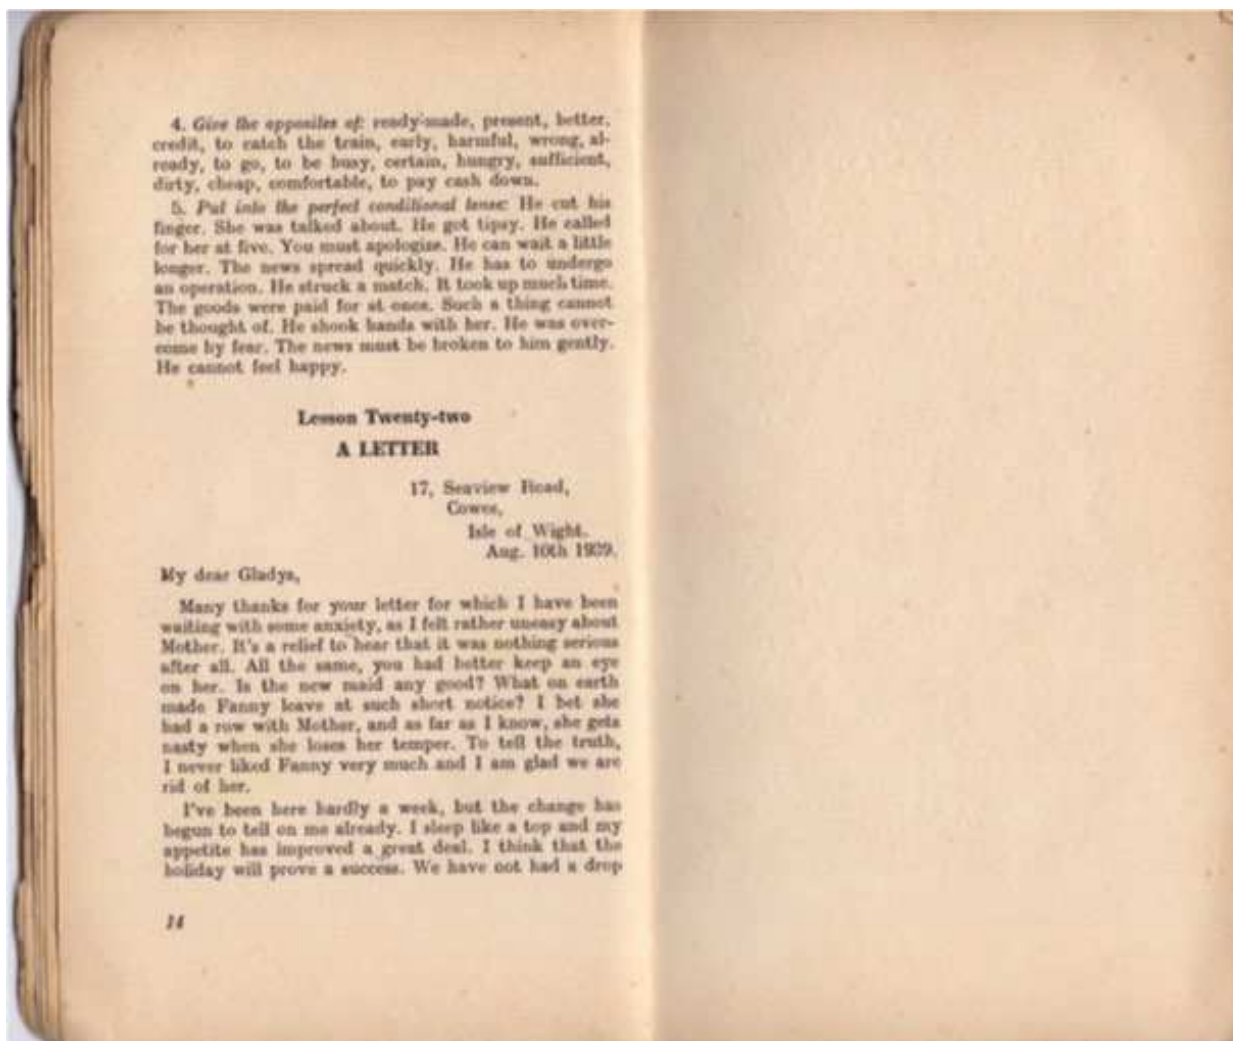 4. Give the opposites of: ready-made, present, better,
credit, to catch the train, early, harmful, wrong, al-
ready, to go, to be busy, certain, hungry, sufficient,
dirty, cheap, comfortable, to pay cash down.
5. Put into the perfect conditional tense: He cut his
finger. She was talked about. He got tipsy. He called
for her at five. You must apologize. He can wait a little
longer. The news spread quickly. He has to undergo
an operation. He struck a match. It took up much time.
The goods were paid for at once. Such a thing cannot
be thought of. He shook hands with her. He was over-
come by fear. The news must be broken to him gently.
He cannot feel happy.
Lesson Twenty-two
A LETTER
17, Seaview Road,
Cowes,
Isle of Wight.
Aug. 10th 1939.
My dear Gladys,
Many thanks for your letter for which I have been
waiting with some anxiety, as I felt rather uneasy about
Mother. It's a relief to hear that it was nothing serious
after all. All the same, you had better keep an eye
on her. Is the new maid any good? What on earth
made Fanny leave at such short notice? I bet she
had a row with Mother, and as far as I know, she gets
nasty when she loses her temper. To tell the truth,
I never liked Fanny very much and I am glad we are
rid of her.
I've been here hardly a week, but the change has
begun to tell on me already. I sleep like a top and my
appetite has improved a great deal. I think that the
holiday will prove a success. We have not had a drop
14